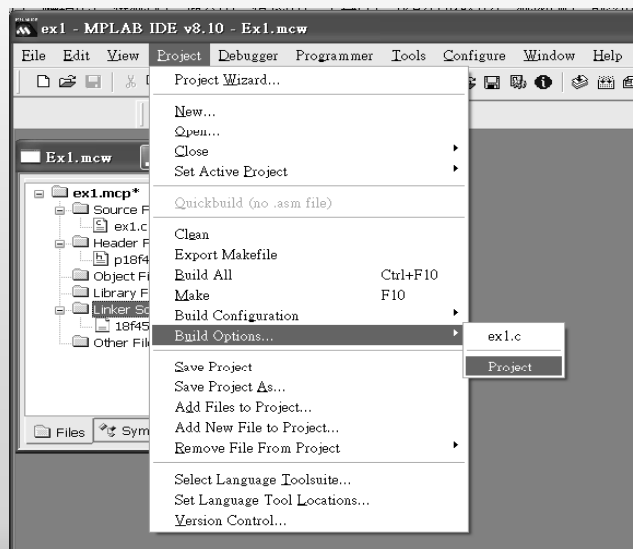 ex1 - MPLAB IDE v8.10 - Ex1.mcw
File Edit View Project Debugger Programmer Tools Configure Window Help
Project Wizard...
New...
Open...
Close
Set Active Project
Quickbuild (no .asm file)
Clean
Export Makefile
Build All Ctrl+F10
Make F10
Build Configuration
Build Options...
Save Project
Save Project As...
Add Files to Project...
Add New File to Project...
Remove File From Project
Select Language Toolsuite...
Set Language Tool Locations...
Version Control...
ex1.c
Project
Ex1.mcw
ex1.mcp*
Source F
ex1.c
Header F
p18f4
Object Fi
Library F
Linker Sc
18f45
Other File
Files Sym